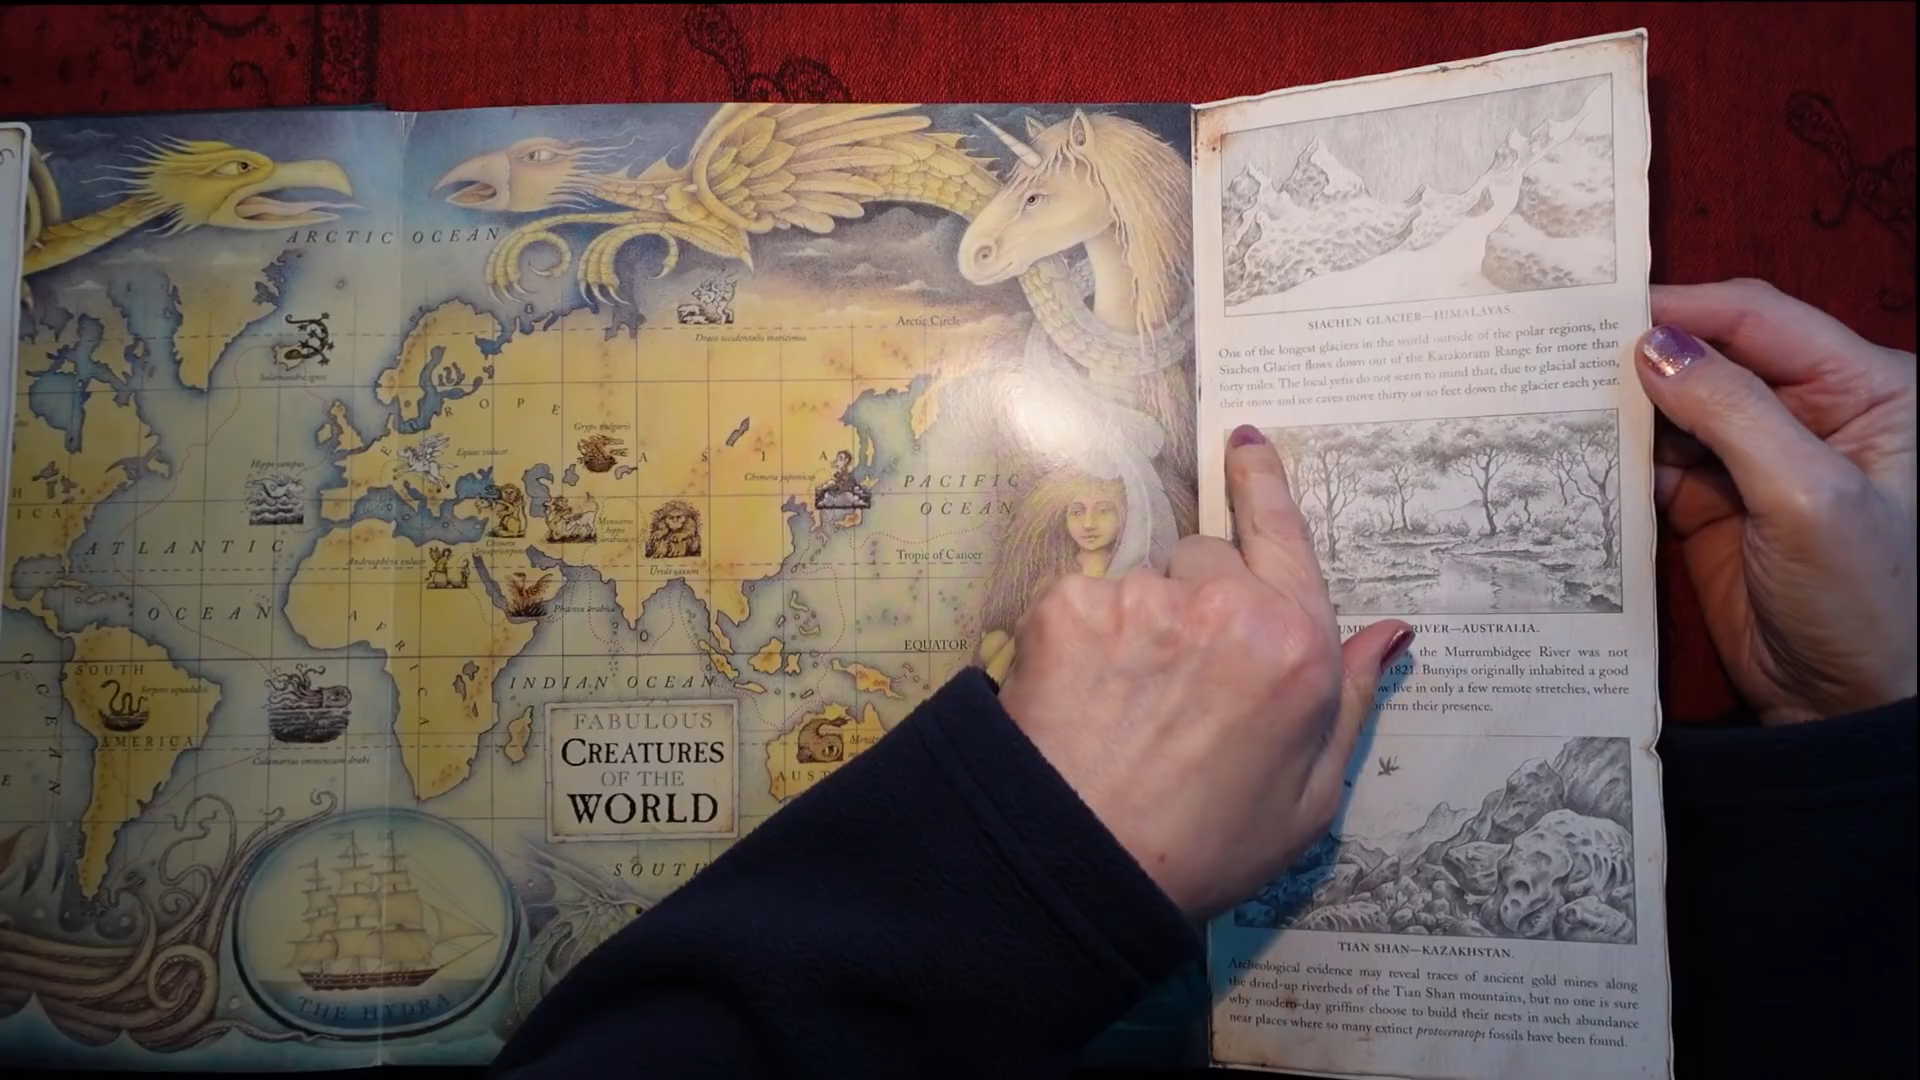 ARCTIC OCEAN
Arctic Circle
Draco occidentalis maritimus
Salamandra ignis
EUROPE
Gryps vulgaris
Equus volucer
Hippocampus
ASIA
Chimera japonicus
PACIFIC
OCEAN
ICA
ATLANTIC
OCEAN
Tropic of Cancer
Androsphinx vulgaris
Ursus saxum
Phoenix arabica
AFRICA
EQUATOR
SOUTH
AMERICA
INDIAN OCEAN
OCEAN
AUST
FABULOUS
CREATURES
OF THE
WORLD
SOUTH
THE HYDRA
SIACHEN GLACIER—HIMALAYAS.
One of the longest glaciers in the world outside of the polar regions, the
Siachen Glacier flows down out of the Karakoram Range for more than
forty miles. The local yetis do not seem to mind that, due to glacial action,
their snow and ice caves move thirty or so feet down the glacier each year.
RIVER—AUSTRALIA.
the Murrumbidgee River was not
1821. Bunyips originally inhabited a good
live in only a few remote stretches, where
their presence.
TIAN SHAN—KAZAKHSTAN.
Archeological evidence may reveal traces of ancient gold mines along
the dried-up riverbeds of the Tian Shan mountains, but no one is sure
why modern-day griffins choose to build their nests in such abundance
near places where so many extinct protoceratops fossils have been found.